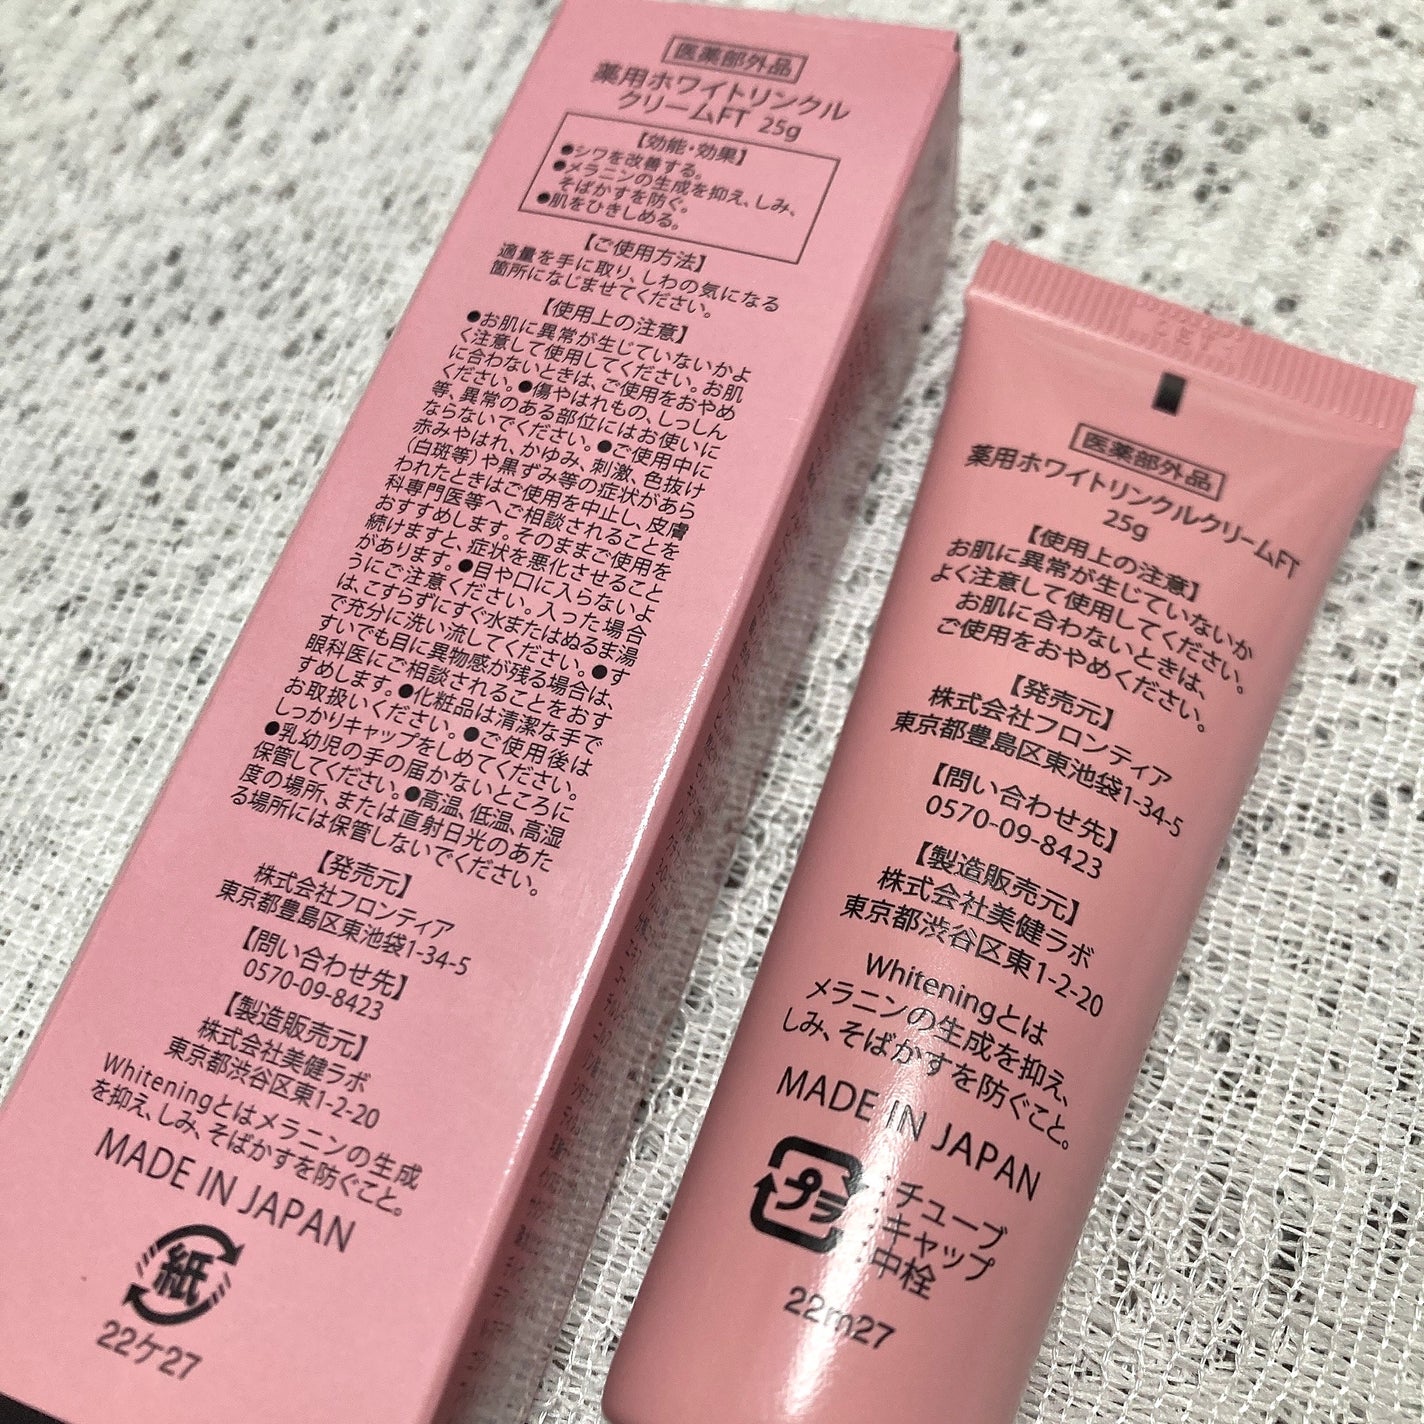 医薬部外品
薬用ホワイトリンクル
クリームFT 25g
【効能・効果】
●シワを改善する。
●メラニンの生成を抑え、しみ、
そばかすを防ぐ。
●肌をひきしめる。
【ご使用方法】
適量を手に取り、しわの気になる
箇所になじませてください。
【使用上の注意】
●お肌に異常が生じていないかよ
く注意して使用してください。お肌
に合わないときは、ご使用をおやめ
ください。●傷やはれもの、しっしん
等、異常のある部位にはお使いに
ならないでください。●ご使用中に
赤みやはれ、かゆみ、刺激、色抜け
(白斑等)や黒ずみ等の症状があら
われたときはご使用を中止し、皮膚
科専門医等へご相談されることを
おすすめします。そのままご使用を
続けますと、症状を悪化させること
があります。●目や口に入らないよ
うにご注意ください。入った場合
は、こすらずにすぐ水またはぬるま湯
で充分に洗い流してください。●す
すいでも目に異物感が残る場合は、
眼科医にご相談されることをおす
すめします。●化粧品は清潔な手で
お取扱いください。●ご使用後は
しっかりキャップをしめてください。
●乳幼児の手の届かないところに
保管してください。●高温、低温、高湿
度の場所、または直射日光のあた
る場所には保管しないでください。
【発売元】
株式会社フロンティア
東京都豊島区東池袋1-34-5
【問い合わせ先】
0570-09-8423
【製造販売元】
株式会社美健ラボ
東京都渋谷区東1-2-20
Whiteningとはメラニンの生成
を抑え、しみ、そばかすを防ぐこと。
MADE IN JAPAN
紙
22ケ27
医薬部外品
薬用ホワイトリンクルクリームFT
25g
【使用上の注意】
お肌に異常が生じていないか
よく注意して使用してください。
お肌に合わないときは、
ご使用をおやめください。
【発売元】
株式会社フロンティア
東京都豊島区東池袋1-34-5
【問い合わせ先】
0570-09-8423
【製造販売元】
株式会社美健ラボ
東京都渋谷区東1-2-20
Whiteningとは
メラニンの生成を抑え、
しみ、そばかすを防ぐこと。
MADE IN JAPAN
プラ
:チューブ
:キャップ
:中栓
22m27